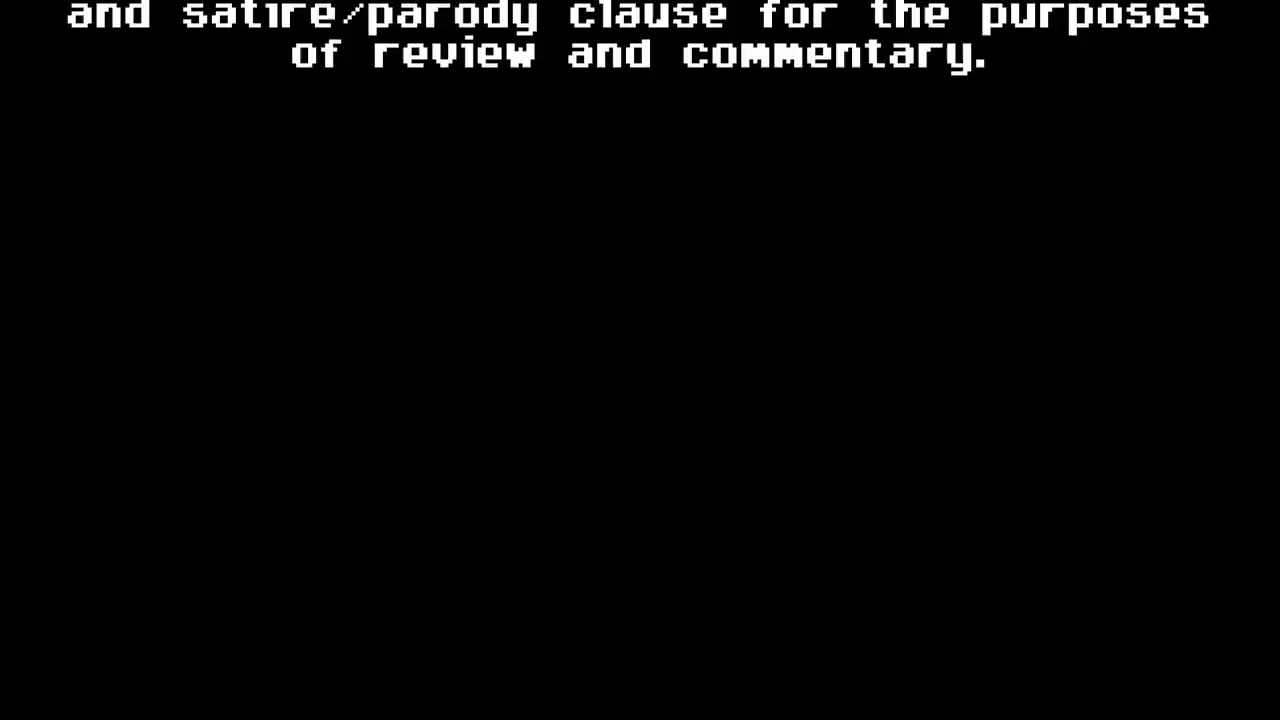 and satire/parody clause for the purposes
of review and commentary.